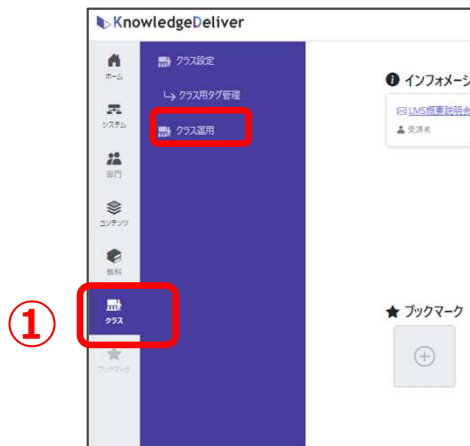 KnowledgeDeliver
ホーム
システム
部門
コンテンツ
教科
クラス
ブックマーク
クラス設定
クラス用タグ管理
クラス運用
インフォメーシ
LMS概要説明会
受講者
ブックマーク
①